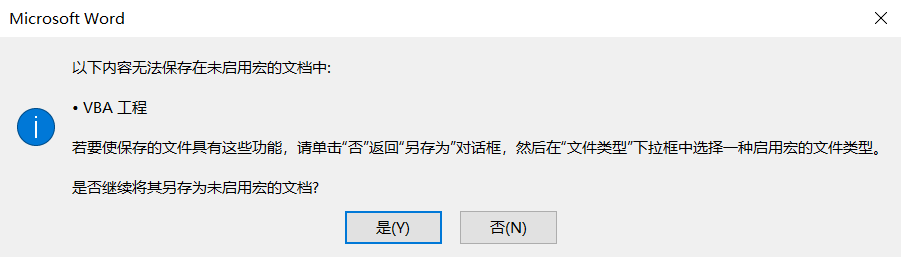 Microsoft Word
以下内容无法保存在未启用宏的文档中:
• VBA 工程
若要使保存的文件具有这些功能，请单击“否”返回“另存为”对话框，然后在“文件类型”下拉框中选择一种启用宏的文件类型。
是否继续将其另存为未启用宏的文档?
是(Y)
否(N)